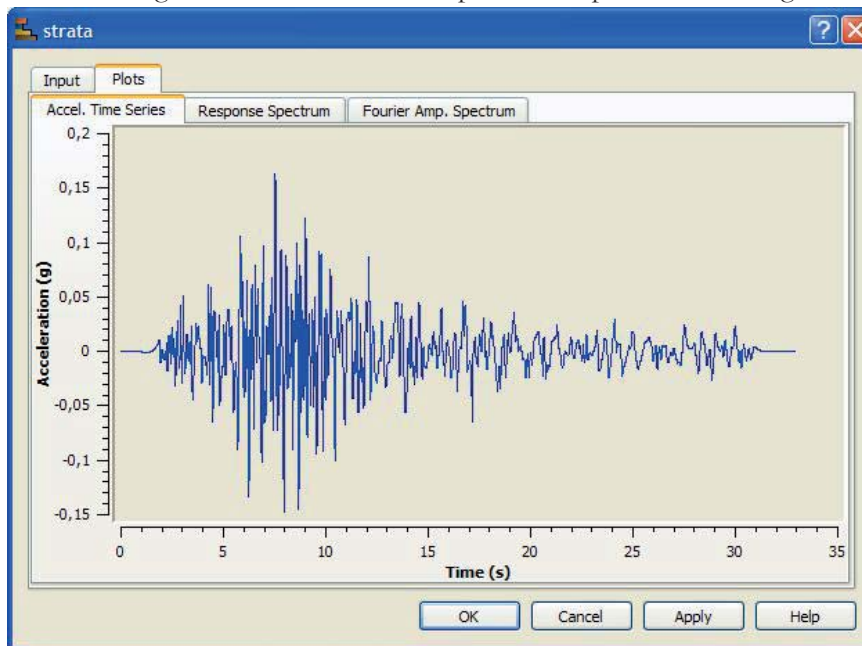 strata
Input Plots
Accel. Time Series Response Spectrum Fourier Amp. Spectrum
0,2
0,15
0,1
0,05
0
-0,05
-0,1
-0,15
Acceleration (g)
0 5 10 15 20 25 30 35
Time (s)
OK Cancel Apply Help